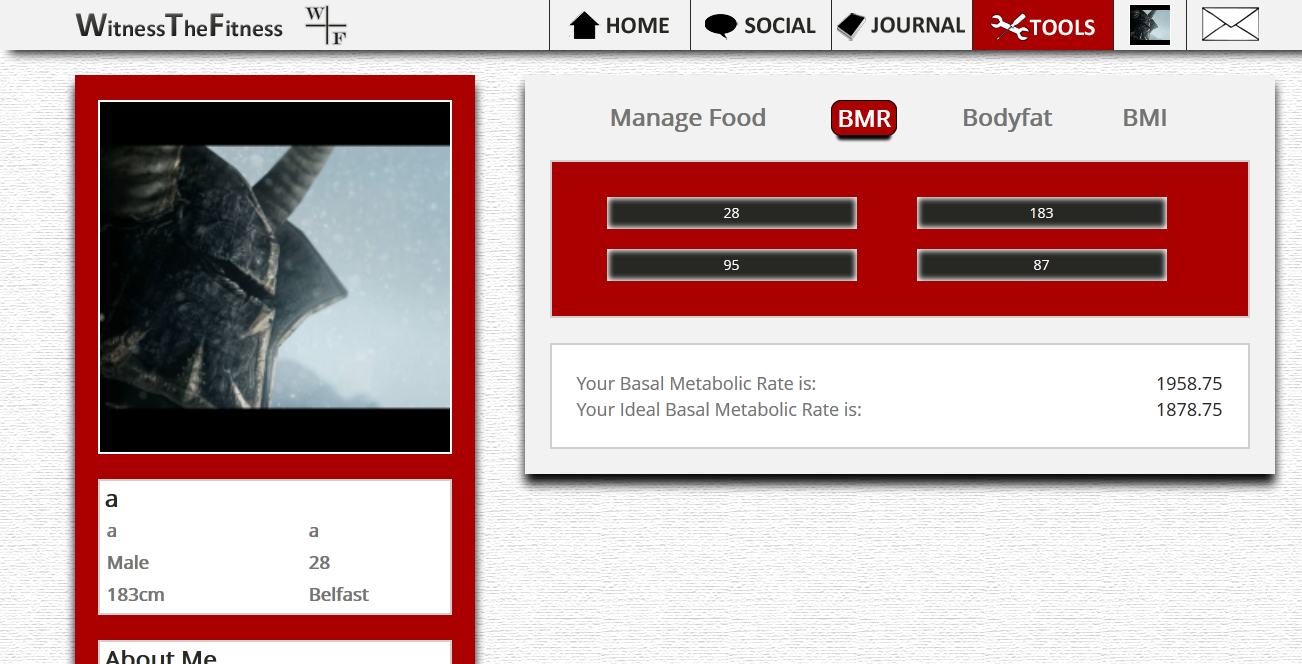 WitnessTheFitness
W
F
HOME
SOCIAL
JOURNAL
TOOLS
Manage Food
BMR
Bodyfat
BMI
28
183
95
87
Your Basal Metabolic Rate is: 1958.75
Your Ideal Basal Metabolic Rate is: 1878.75
a
a a
Male 28
183cm Belfast
About Me